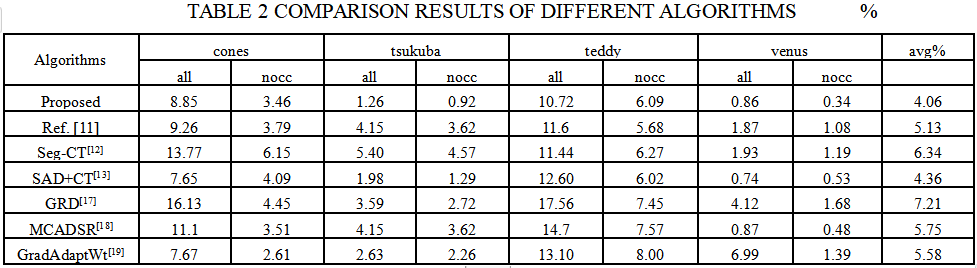 TABLE 2 COMPARISON RESULTS OF DIFFERENT ALGORITHMS %
Algorithms cones tsukuba teddy venus avg%
all nocc all nocc all nocc all nocc
Proposed 8.85 3.46 1.26 0.92 10.72 6.09 0.86 0.34 4.06
Ref. [11] 9.26 3.79 4.15 3.62 11.6 5.68 1.87 1.08 5.13
Seg-CT[12] 13.77 6.15 5.40 4.57 11.44 6.27 1.93 1.19 6.34
SAD+CT[13] 7.65 4.09 1.98 1.29 12.60 6.02 0.74 0.53 4.36
GRD[17] 16.13 4.45 3.59 2.72 17.56 7.45 4.12 1.68 7.21
MCADSR[18] 11.1 3.51 4.15 3.62 14.7 7.57 0.87 0.48 5.75
GradAdaptWt[19] 7.67 2.61 2.63 2.26 13.10 8.00 6.99 1.39 5.58